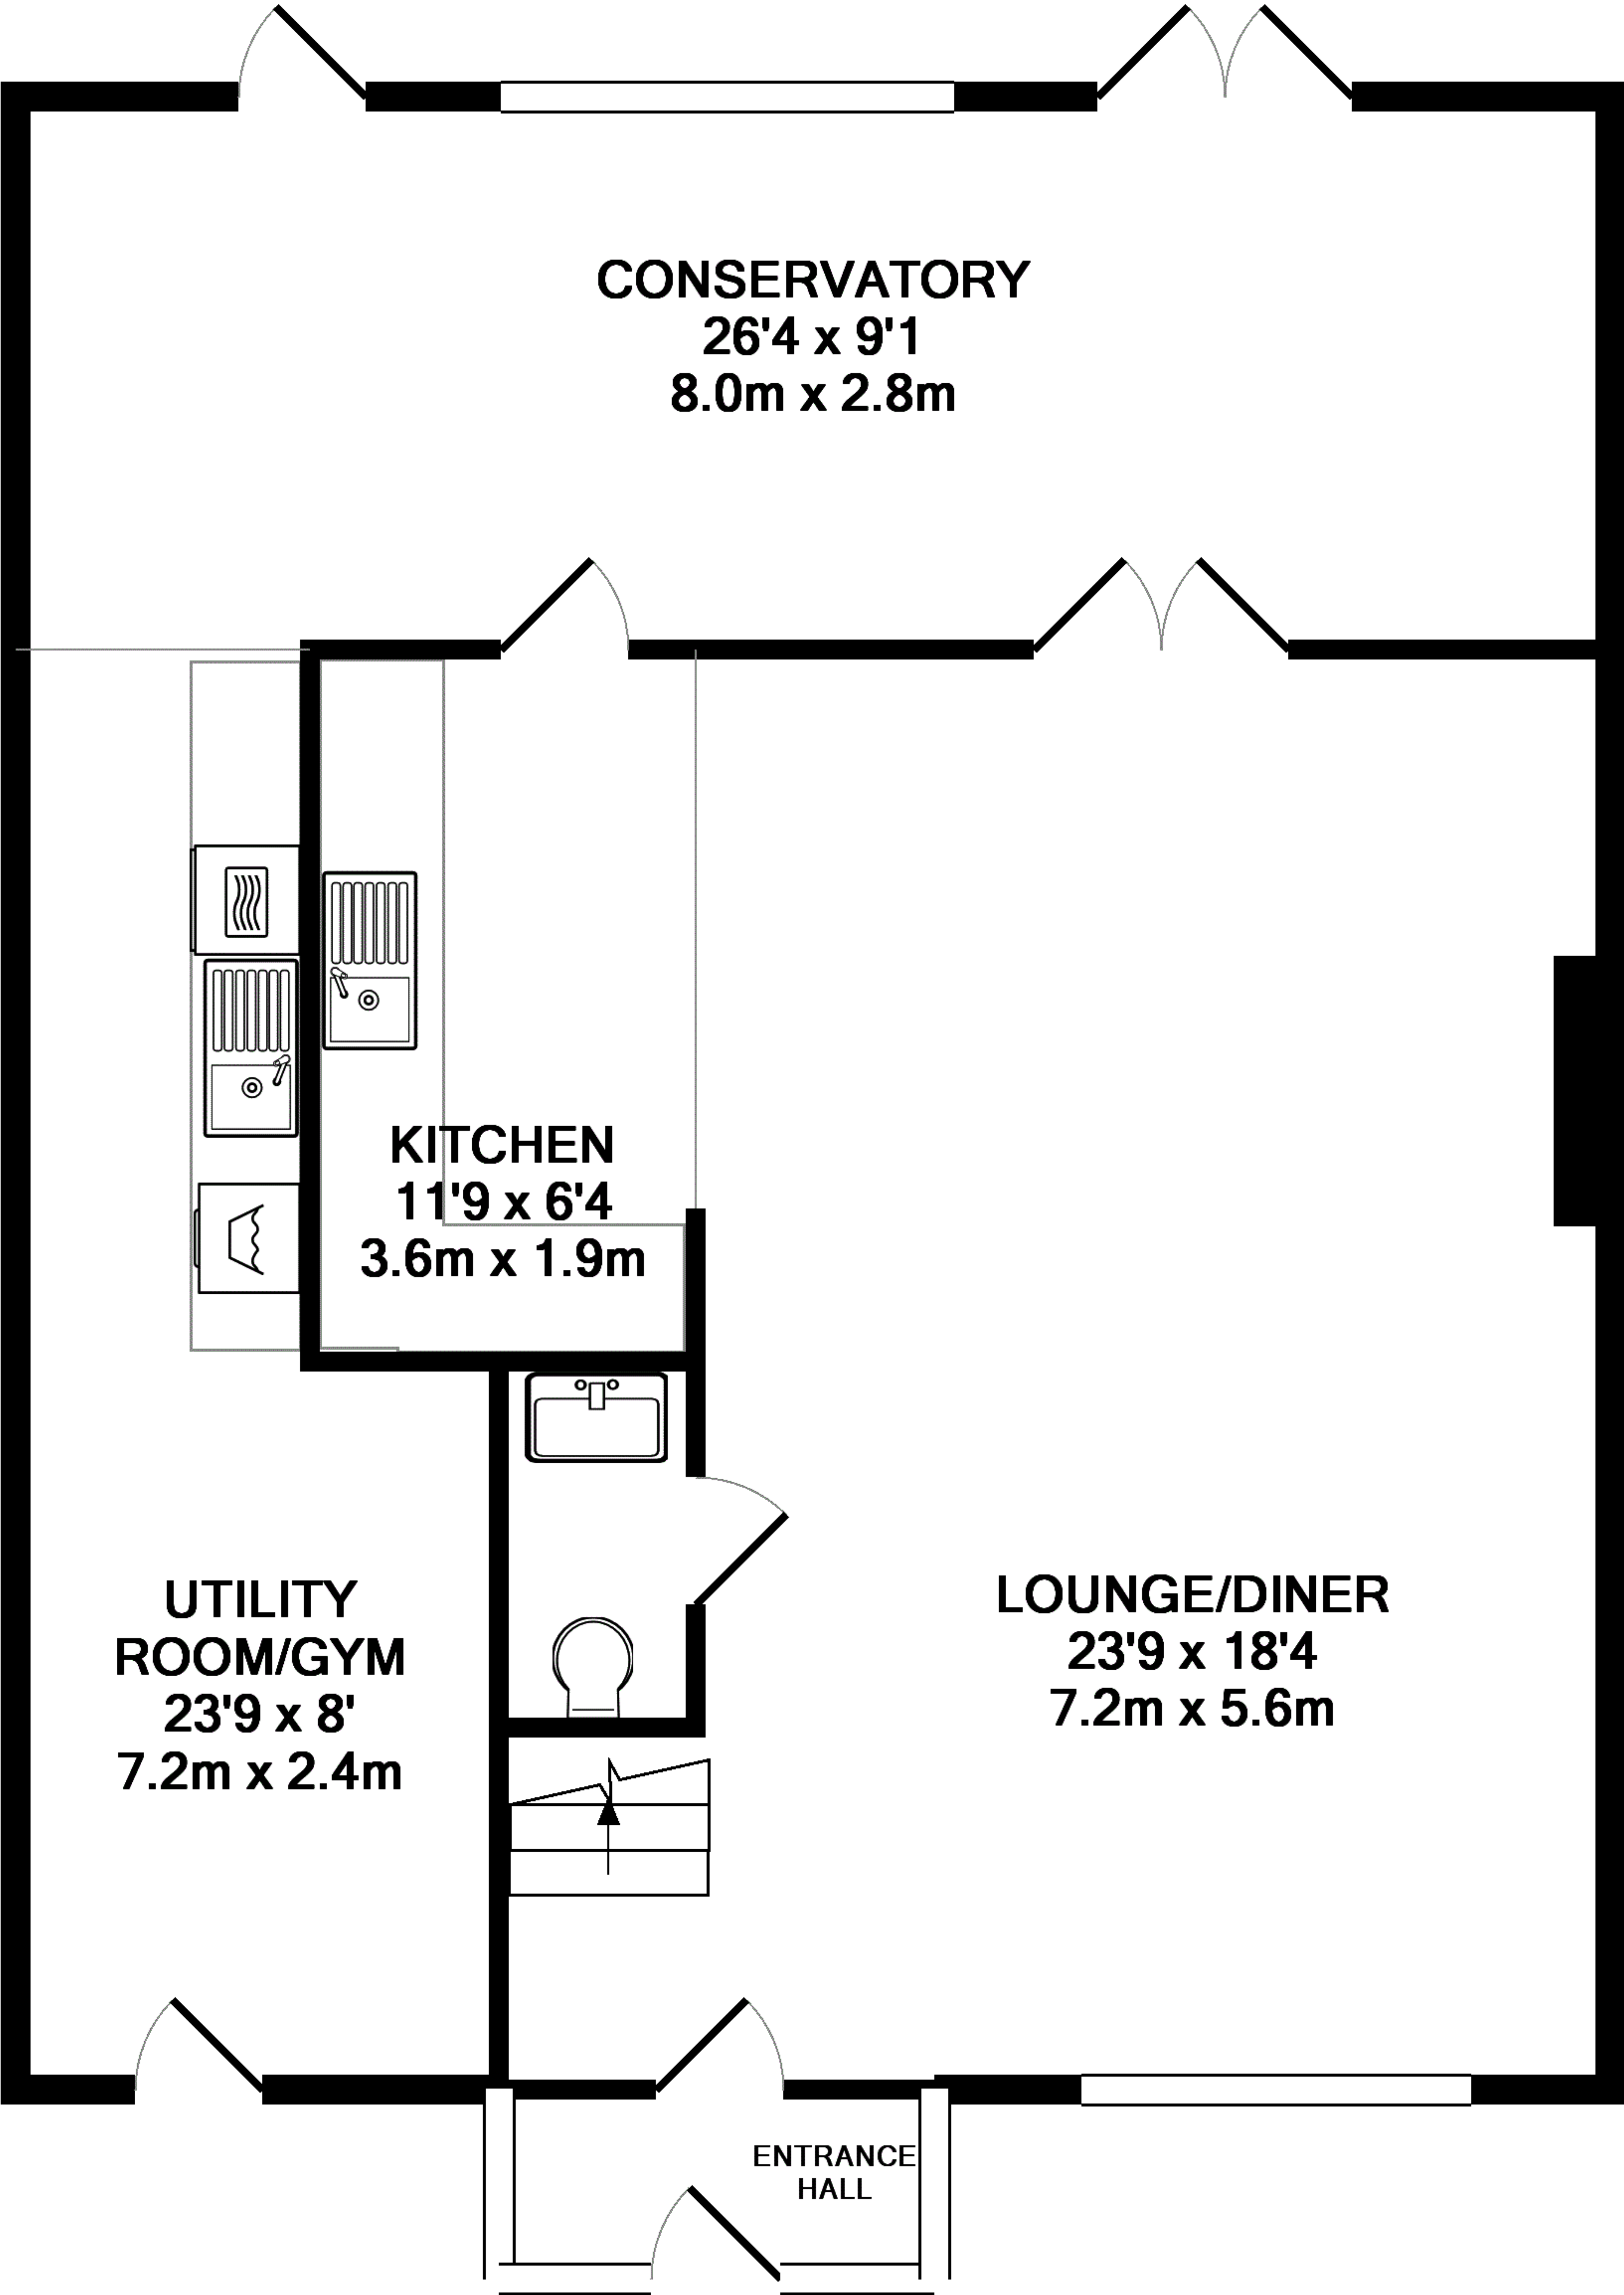 CONSERVATORY
26'4 x 9'1
8.0m x 2.8m
KITCHEN
11'9 x 6'4
3.6m x 1.9m
UTILITY
ROOM/GYM
23'9 x 8'
7.2m x 2.4m
LOUNGE/DINER
23'9 x 18'4
7.2m x 5.6m
ENTRANCE
HALL